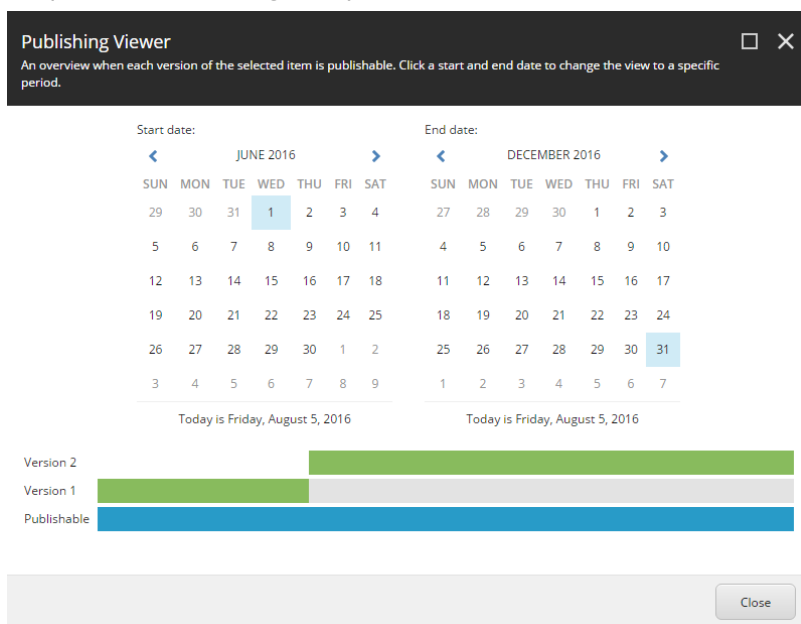 Publishing Viewer
An overview when each version of the selected item is publishable. Click a start and end date to change the view to a specific
period.
Start date:
JUNE 2016
SUN MON TUE WED THU FRI SAT
29 30 31 1 2 3 4
5 6 7 8 9 10 11
12 13 14 15 16 17 18
19 20 21 22 23 24 25
26 27 28 29 30 1 2
3 4 5 6 7 8 9
Today is Friday, August 5, 2016
End date:
DECEMBER 2016
SUN MON TUE WED THU FRI SAT
27 28 29 30 1 2 3
4 5 6 7 8 9 10
11 12 13 14 15 16 17
18 19 20 21 22 23 24
25 26 27 28 29 30 31
1 2 3 4 5 6 7
Today is Friday, August 5, 2016
Version 2
Version 1
Publishable
Close